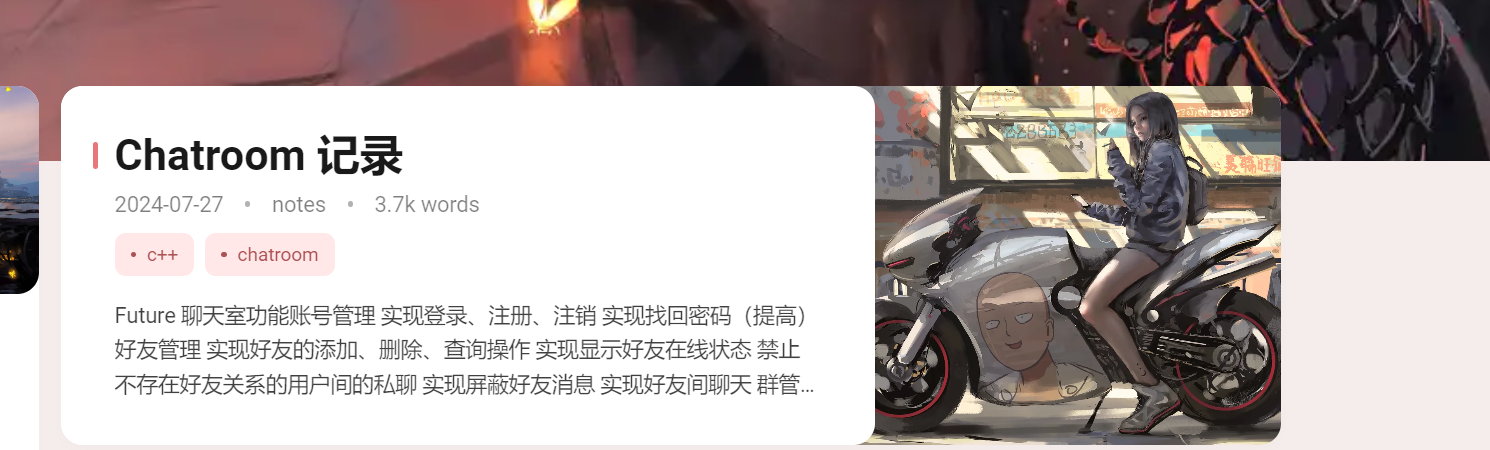 Chatroom 记录
2024-07-27 • notes • 3.7k words
• c++ • chatroom
Future 聊天室功能账号管理 实现登录、注册、注销 实现找回密码（提高）
好友管理 实现好友的添加、删除、查询操作 实现显示好友在线状态 禁止
不存在好友关系的用户间的私聊 实现屏蔽好友消息 实现好友间聊天 群管...